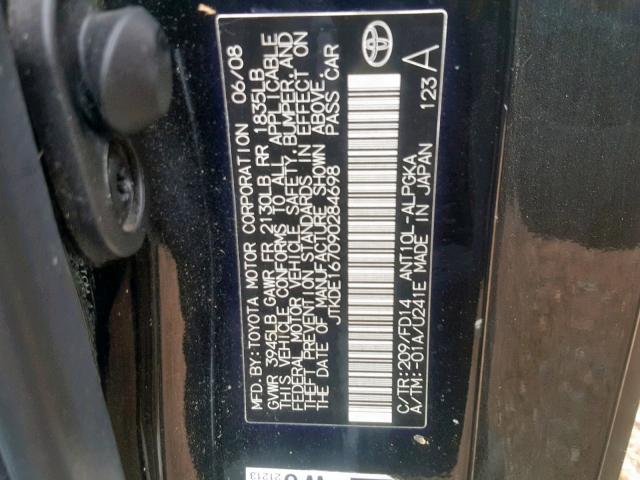 MFD. BY: TOYOTA MOTOR CORPORATION 06/08
GVWR 3945LB GAWR FR 2130LB RR 1835LB
THIS VEHICLE CONFORMS TO ALL APPLICABLE
FEDERAL MOTOR VEHICLE SAFETY, BUMPER, AND
THEFT PREVENTION STANDARDS IN EFFECT ON
THE DATE OF MANUFACTURE SHOWN ABOVE.
JTKDE167090284698 PASS CAR
C/TR:209/FD14 ANT10L-ALPGKA
A/TM:-01A/U241E MADE IN JAPAN 123 A
21213